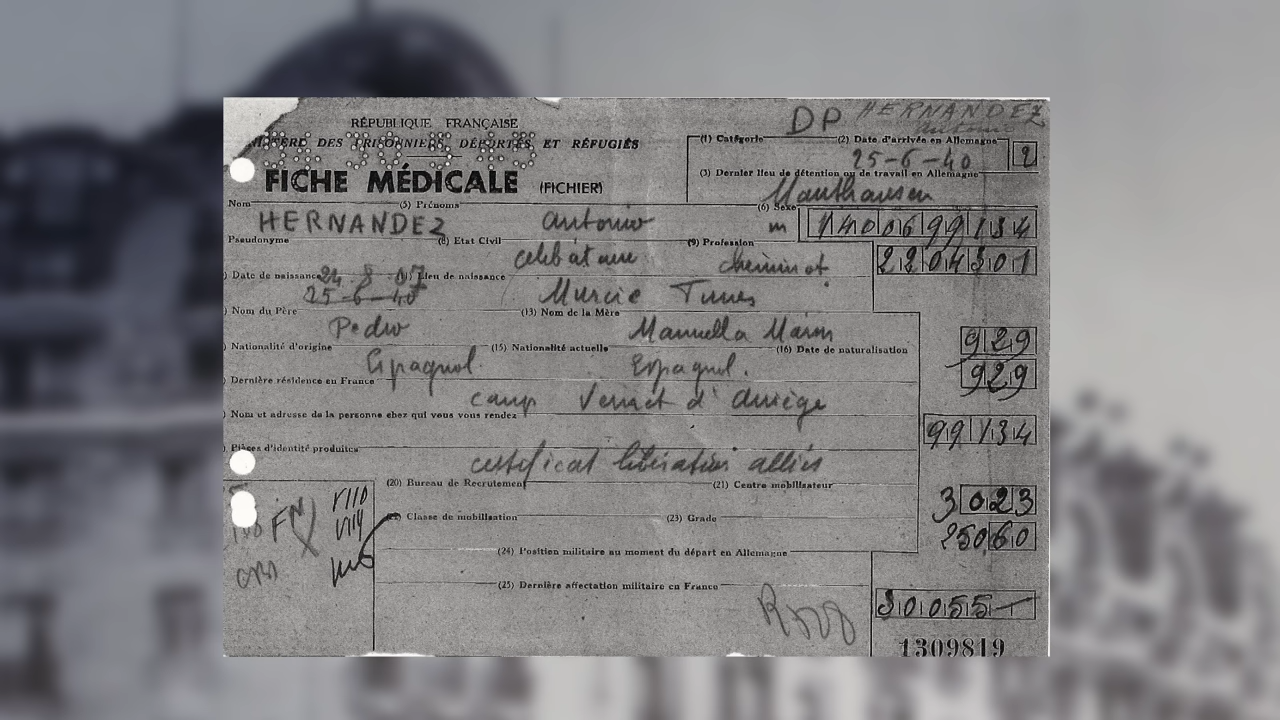 RÉPUBLIQUE FRANÇAISE
DES PRISONNIERS, DÉPORTÉS ET RÉFUGIÉS
FICHE MÉDICALE (FICHIER)
DP HERNANDEZ
(1) Catégorie (2) Date d'arrivée en Allemagne
25-6-40 2
(3) Dernier lieu de détention ou de travail en Allemagne
Mauthausen
Nom (5) Prénoms (6) Sexe
HERNANDEZ Antonio m 1400699134
Pseudonyme (8) Etat Civil (9) Profession
celibataire cheminot 2204301
) Date de naissance Lieu de naissance
24 8 07
25-6-40 Murcie
) Nom du Père (13) Nom de la Mère
Pedro Manuella
) Nationalité d'origine (15) Nationalité actuelle (16) Date de naturalisation
929
Espagnol Espagnol.
929
Dernière résidence en France
camp Vernet d'Ariège
) Nom et adresse de la personne chez qui vous vous rendez
99134
) Pièces d'identité produites
certificat libération alliés
(20) Bureau de Recrutement (21) Centre mobilisateur
3023
Classe de mobilisation (23) Grade
25060
(24) Position militaire au moment du départ en Allemagne
(25) Dernière affectation militaire en France
30055
1309819